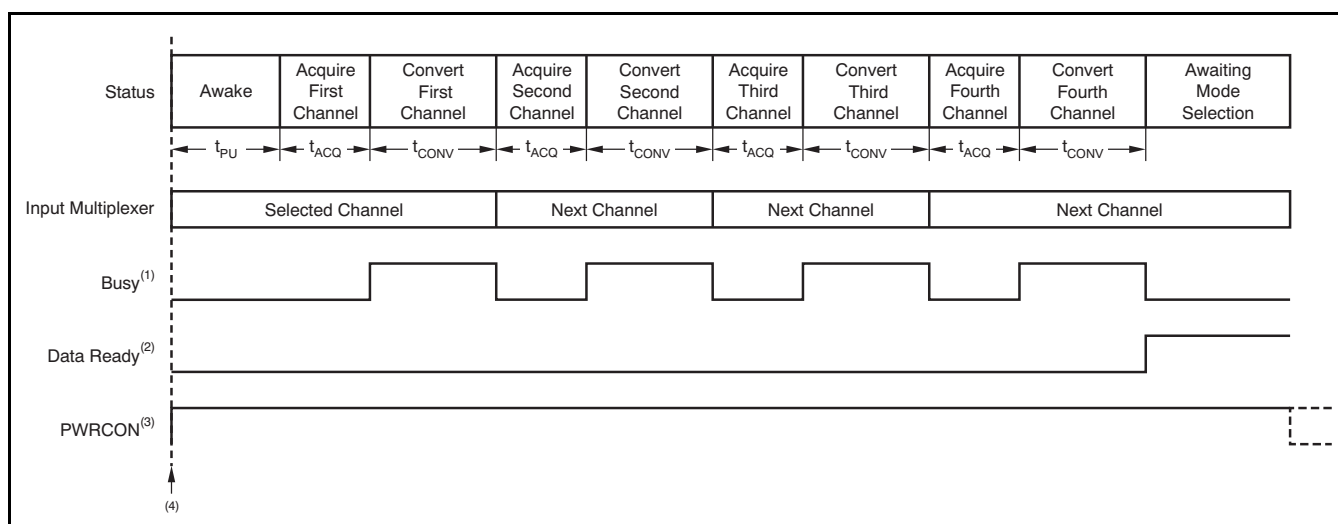 Status
Awake
Acquire
First
Channel
Convert
First
Channel
Acquire
Second
Channel
Convert
Second
Channel
Acquire
Third
Channel
Convert
Third
Channel
Acquire
Fourth
Channel
Convert
Fourth
Channel
Awaiting
Mode
Selection
tPU
tACQ
tCONV
tACQ
tCONV
tACQ
tCONV
tACQ
tCONV
Input Multiplexer
Selected Channel
Next Channel
Next Channel
Next Channel
Busy(1)
Data Ready(2)
PWRCON(3)
(4)